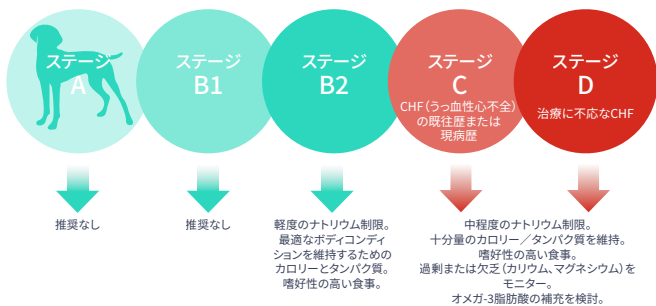 ステージ
A
ステージ
B1
ステージ
B2
ステージ
C
CHF(うっ血性心不全)
の既往歴または
現病歴
ステージ
D
治療に不応なCHF
推奨なし
推奨なし
軽度のナトリウム制限。
最適なボディコンディ
ションを維持するための
カロリーとタンパク質。
嗜好性の高い食事。
中程度のナトリウム制限。
十分量のカロリー/タンパク質を維持。
嗜好性の高い食事。
過剰または欠乏(カリウム、マグネシウム)を
モニター。
オメガ-3脂肪酸の補充を検討。